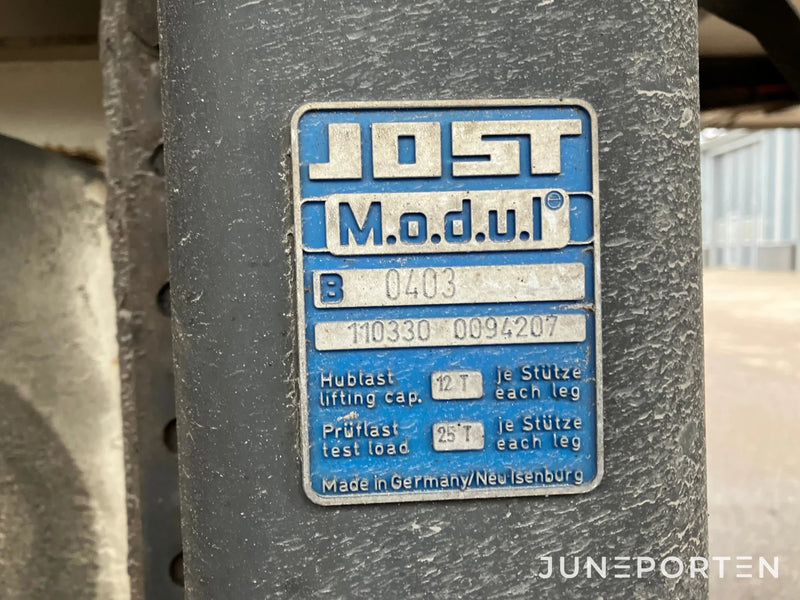 JOST
M.o.d.u.l
B 0403
110330 0094207
Hublast 12 T je Stütze
lifting cap. each leg
Prüflast 25 T je Stütze
test load each leg
Made in Germany/Neu Isenburg
JUNEPORTEN